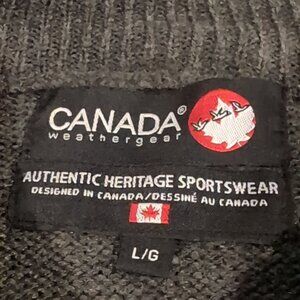 CANADA®
weathergear
AUTHENTIC HERITAGE SPORTSWEAR
DESIGNED IN CANADA/DESSINÉ AU CANADA
L/G